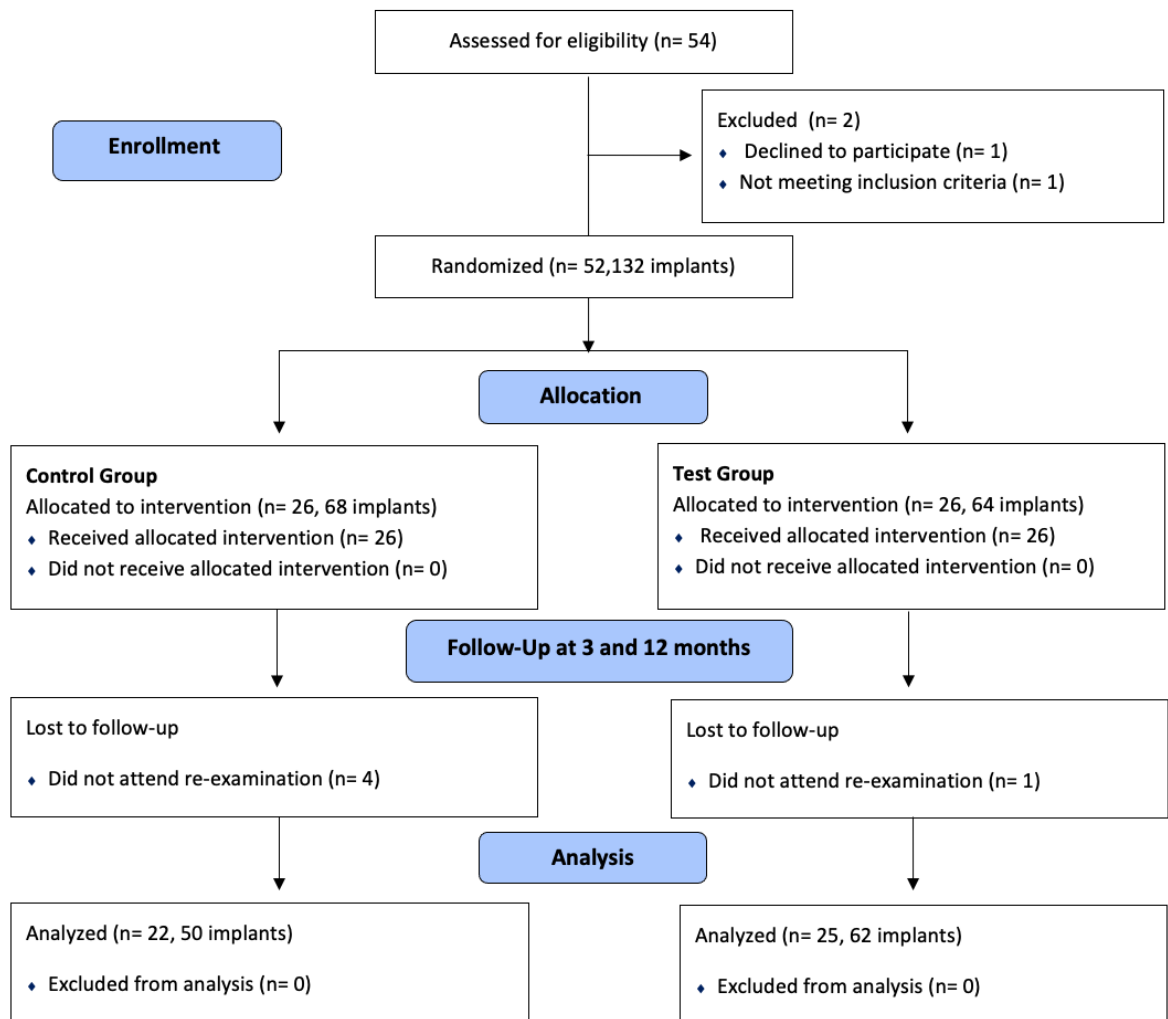 Assessed for eligibility (n= 54)
Enrollment
Excluded (n= 2)
⬧ Declined to participate (n= 1)
⬧ Not meeting inclusion criteria (n= 1)
Randomized (n= 52,132 implants)
Allocation
Control Group
Allocated to intervention (n= 26, 68 implants)
⬧ Received allocated intervention (n= 26)
⬧ Did not receive allocated intervention (n= 0)
Test Group
Allocated to intervention (n= 26, 64 implants)
⬧ Received allocated intervention (n= 26)
⬧ Did not receive allocated intervention (n= 0)
Follow-Up at 3 and 12 months
Lost to follow-up
⬧ Did not attend re-examination (n= 4)
Lost to follow-up
⬧ Did not attend re-examination (n= 1)
Analysis
Analyzed (n= 22, 50 implants)
⬧ Excluded from analysis (n= 0)
Analyzed (n= 25, 62 implants)
⬧ Excluded from analysis (n= 0)